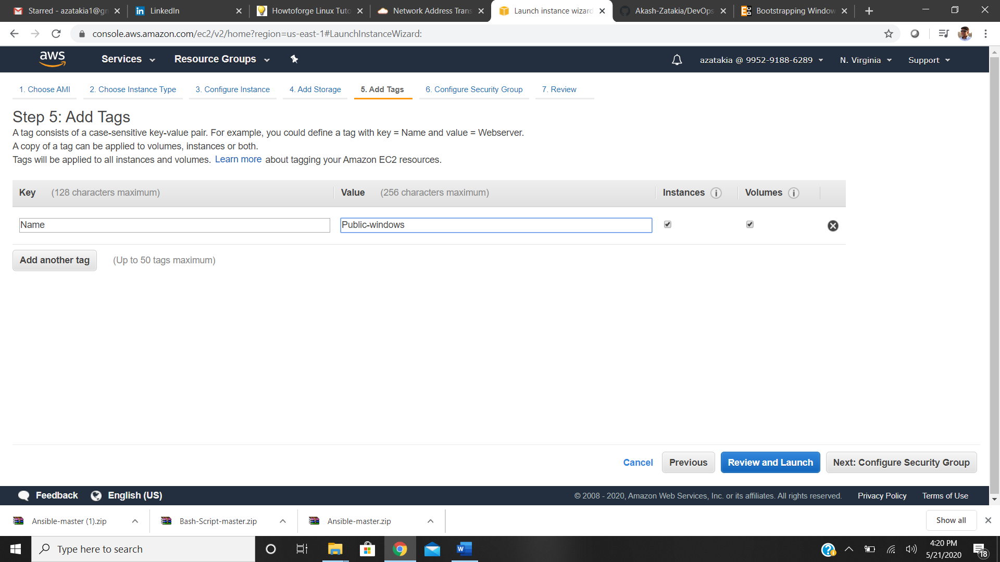 Starred - azatakia1@gm
LinkedIn
Howtoforge Linux Tuto
Network Address Trans
Launch instance wizard
Akash-Zatakia/DevOps
Bootstrapping Window
console.aws.amazon.com/ec2/v2/home?region=us-east-1#LaunchInstanceWizard:
aws
Services
Resource Groups
azatakia @ 9952-9188-6289
N. Virginia
Support
1. Choose AMI
2. Choose Instance Type
3. Configure Instance
4. Add Storage
5. Add Tags
6. Configure Security Group
7. Review
Step 5: Add Tags
A tag consists of a case-sensitive key-value pair. For example, you could define a tag with key = Name and value = Webserver.
A copy of a tag can be applied to volumes, instances or both.
Tags will be applied to all instances and volumes. Learn more about tagging your Amazon EC2 resources.
Key (128 characters maximum)
Value (256 characters maximum)
Instances
Volumes
Name
Public-windows
Add another tag
(Up to 50 tags maximum)
Cancel
Previous
Review and Launch
Next: Configure Security Group
Feedback
English (US)
© 2008 - 2020, Amazon Web Services, Inc. or its affiliates. All rights reserved.
Privacy Policy
Terms of Use
Ansible-master (1).zip
Bash-Script-master.zip
Ansible-master.zip
Show all
Type here to search
4:20 PM
5/21/2020
18